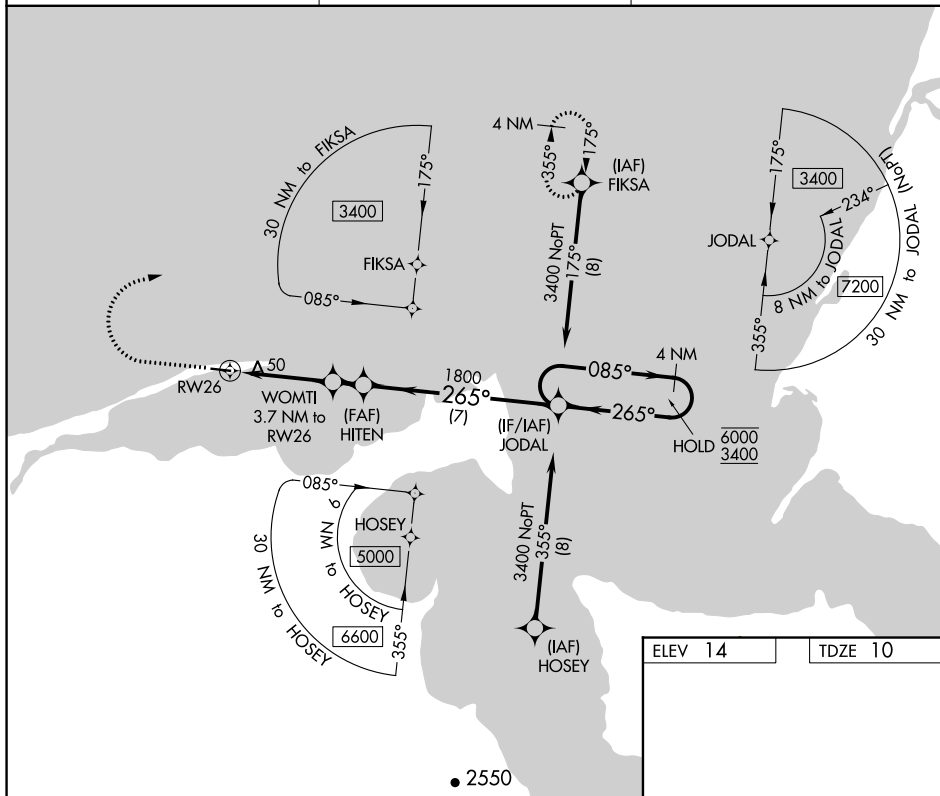 4 NM
355°
175°
(IAF)
FIKSA
30 NM to FIKSA
175°
3400
FIKSA
085°
3400 NoPT
175°
(8)
175°
3400
234°
JODAL
8 NM to JODAL
7200
355°
30 NM to JODAL (NoPT)
RW26
50
WOMTI
3.7 NM to
RW26
(FAF)
HITEN
1800
265°
(7)
(IF/IAF)
JODAL
085°
4 NM
265°
HOLD
6000
3400
085°
HOSEY
9 NM to HOSEY
5000
30 NM to HOSEY
6600
355°
3400 NoPT
355°
(8)
(IAF)
HOSEY
ELEV 14
TDZE 10
2550